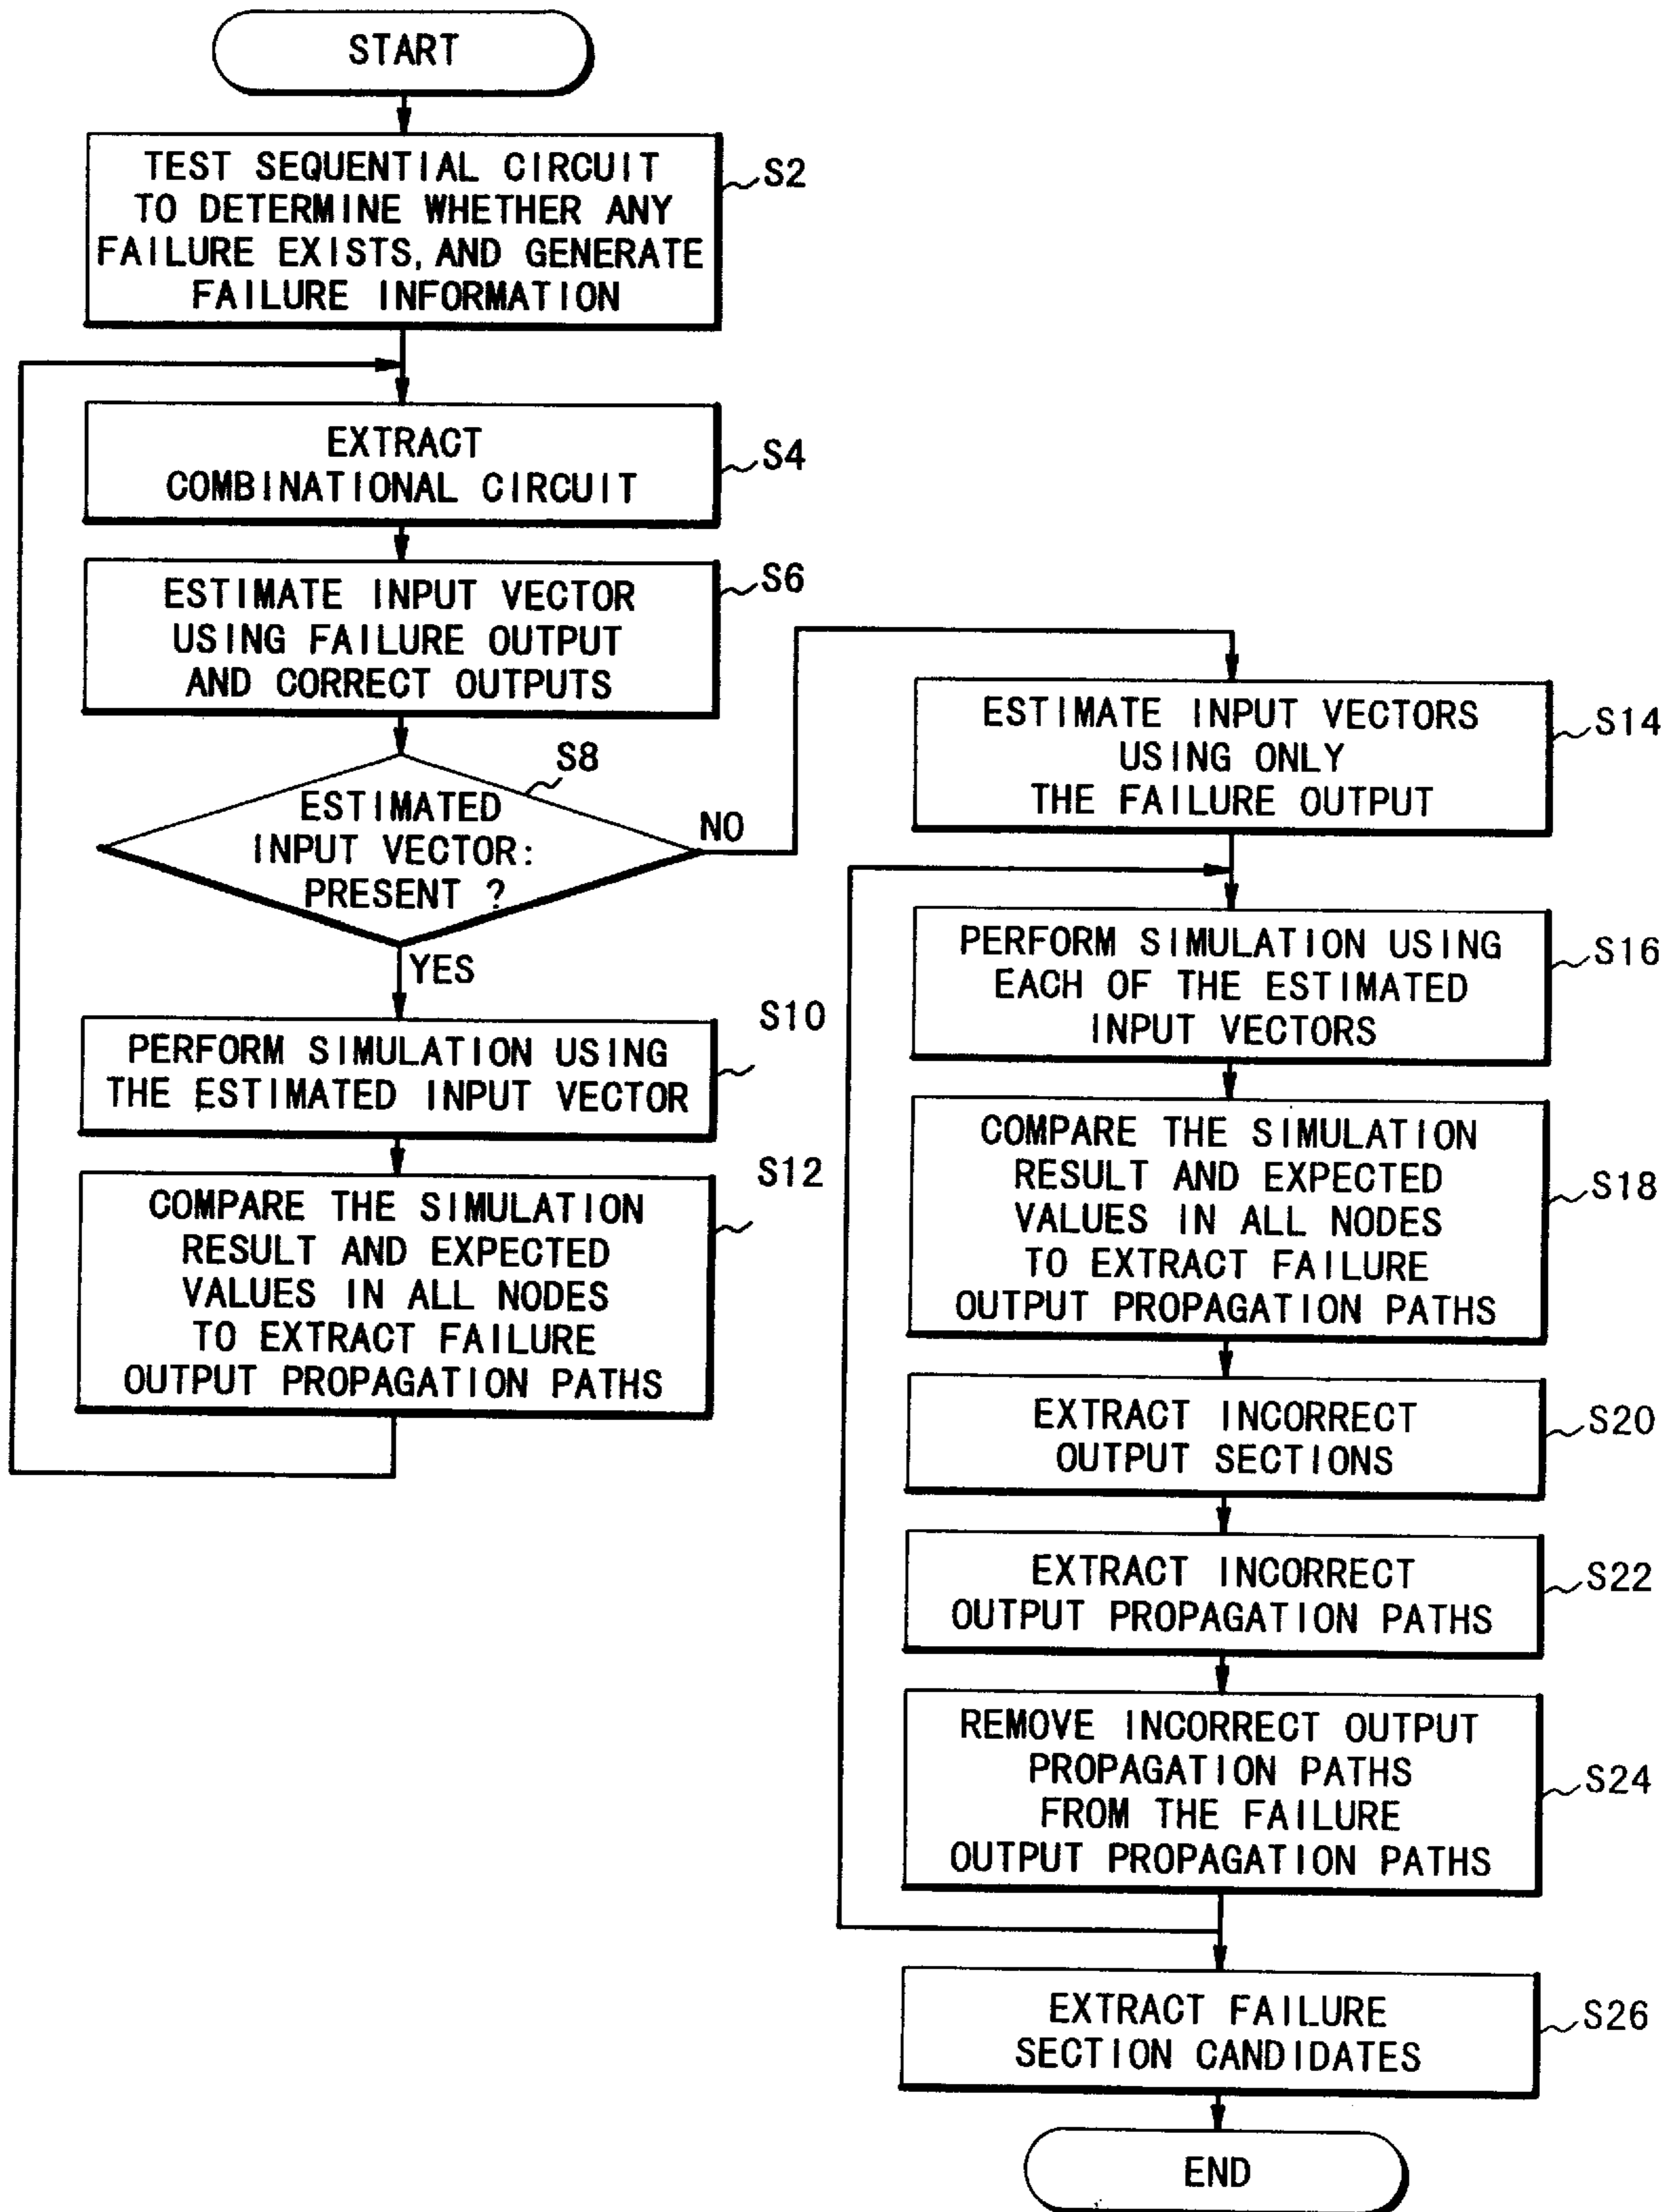 START
TEST SEQUENTIAL CIRCUIT
TO DETERMINE WHETHER ANY
FAILURE EXISTS, AND GENERATE
FAILURE INFORMATION
S2
EXTRACT
COMBINATIONAL CIRCUIT
S4
ESTIMATE INPUT VECTOR
USING FAILURE OUTPUT
AND CORRECT OUTPUTS
S6
S8
ESTIMATED
INPUT VECTOR:
PRESENT ?
NO
YES
PERFORM SIMULATION USING
THE ESTIMATED INPUT VECTOR
S10
COMPARE THE SIMULATION
RESULT AND EXPECTED
VALUES IN ALL NODES
TO EXTRACT FAILURE
OUTPUT PROPAGATION PATHS
S12
ESTIMATE INPUT VECTORS
USING ONLY
THE FAILURE OUTPUT
S14
PERFORM SIMULATION USING
EACH OF THE ESTIMATED
INPUT VECTORS
S16
COMPARE THE SIMULATION
RESULT AND EXPECTED
VALUES IN ALL NODES
TO EXTRACT FAILURE
OUTPUT PROPAGATION PATHS
S18
EXTRACT INCORRECT
OUTPUT SECTIONS
S20
EXTRACT INCORRECT
OUTPUT PROPAGATION PATHS
S22
REMOVE INCORRECT OUTPUT
PROPAGATION PATHS
FROM THE FAILURE
OUTPUT PROPAGATION PATHS
S24
EXTRACT FAILURE
SECTION CANDIDATES
S26
END